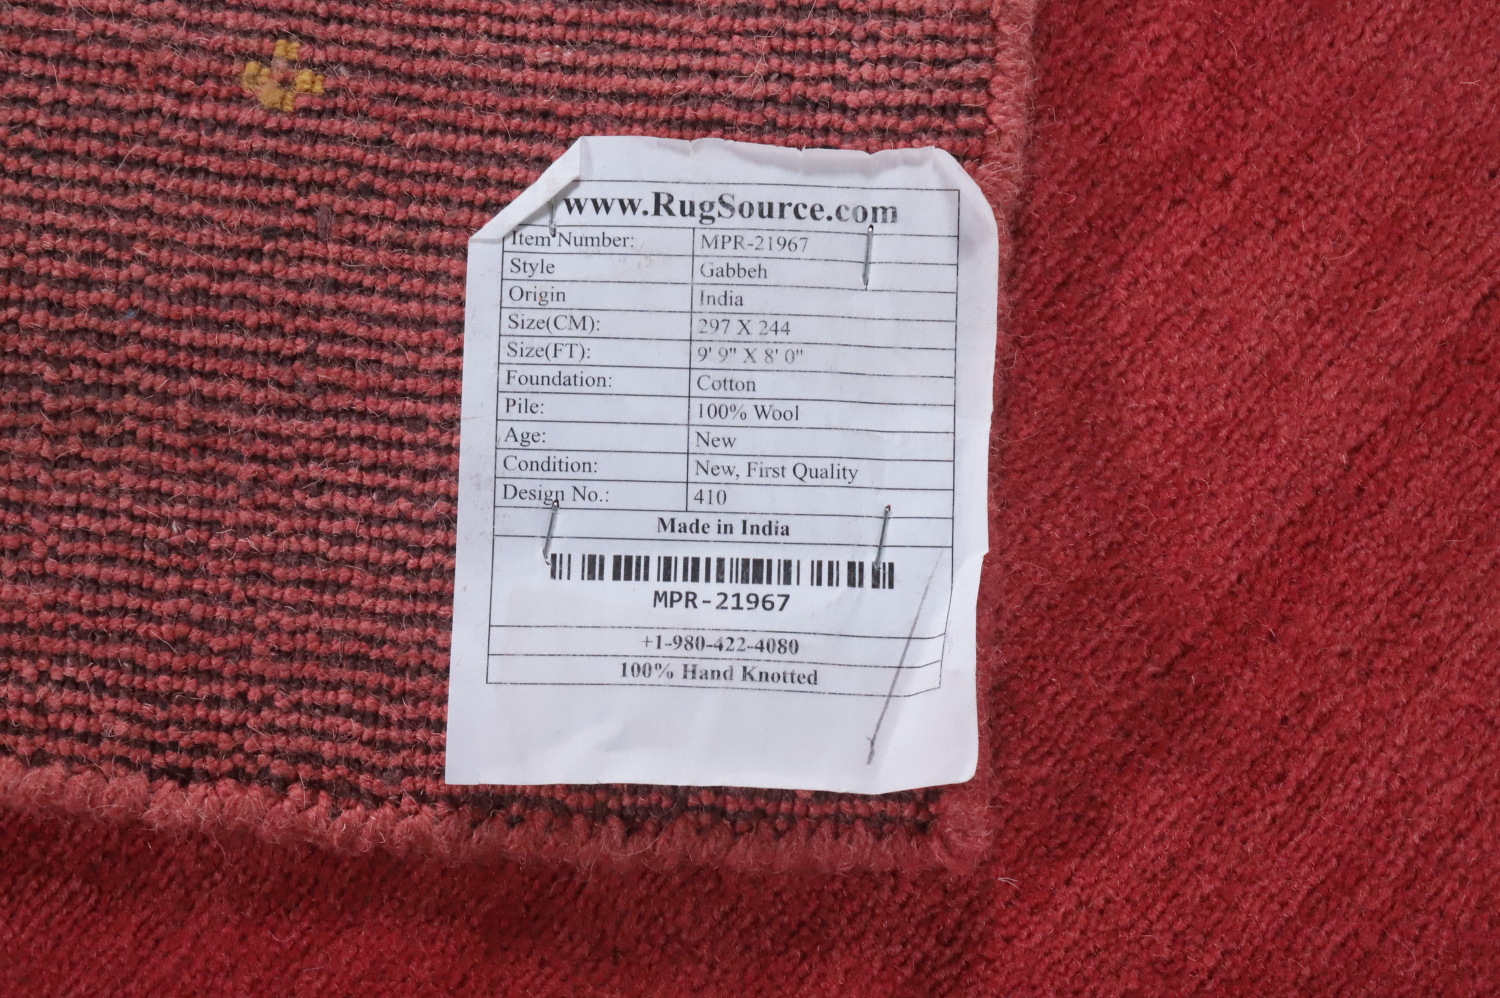 www.RugSource.com
Item Number: MPR-21967
Style Gabbeh
Origin India
Size(CM): 297 X 244
Size(FT): 9' 9" X 8' 0"
Foundation: Cotton
Pile: 100% Wool
Age: New
Condition: New, First Quality
Design No.: 410
Made in India
MPR-21967
+1-980-422-4080
100% Hand Knotted